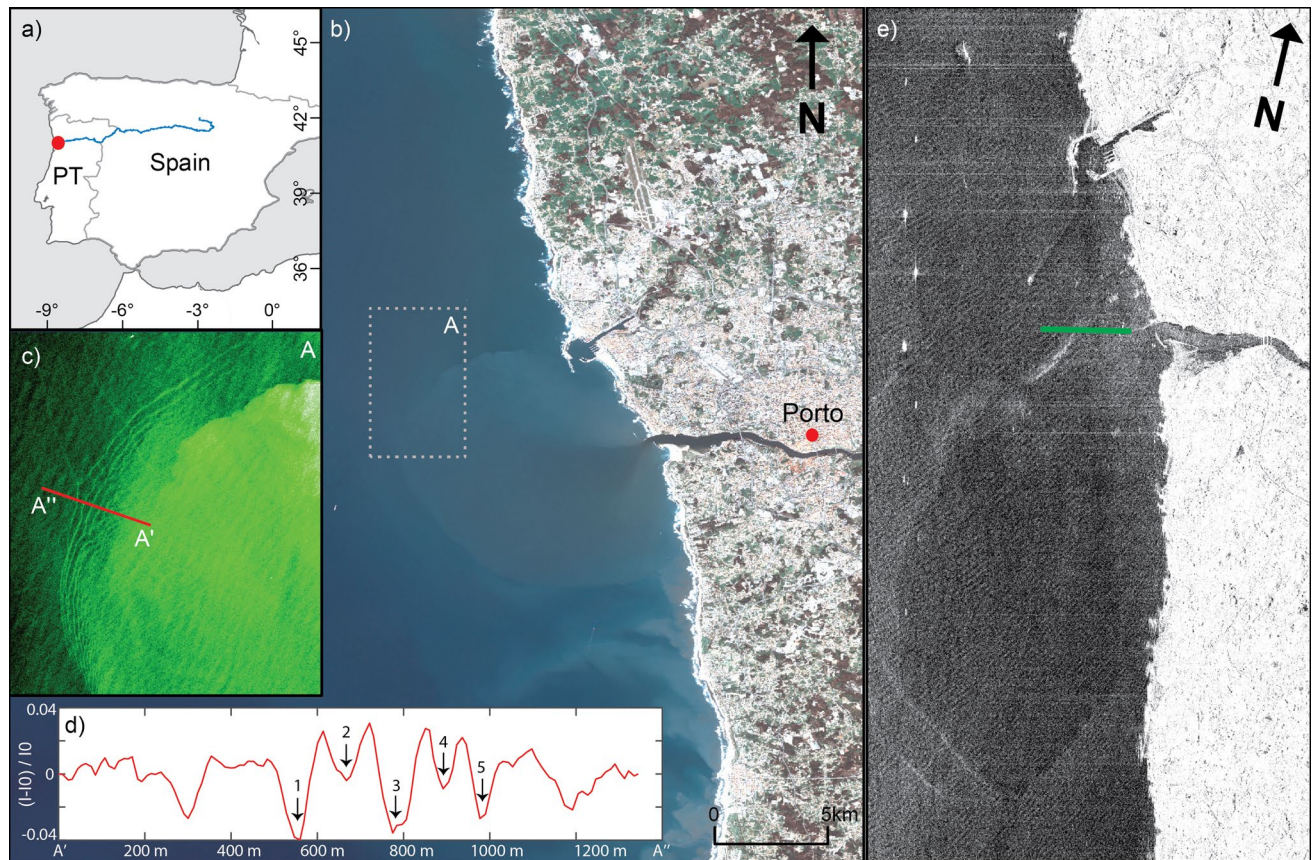 a)
45°
42°
39°
36°
PT
Spain
-9°
-6°
-3°
0°
b)
N
A
Porto
0
5km
c)
A
A''
A'
d)
0.04
0
-0.04
(I-I0) / I0
1
2
3
4
5
A'
200 m
400 m
600 m
800 m
1000 m
1200 m
A''
e)
N